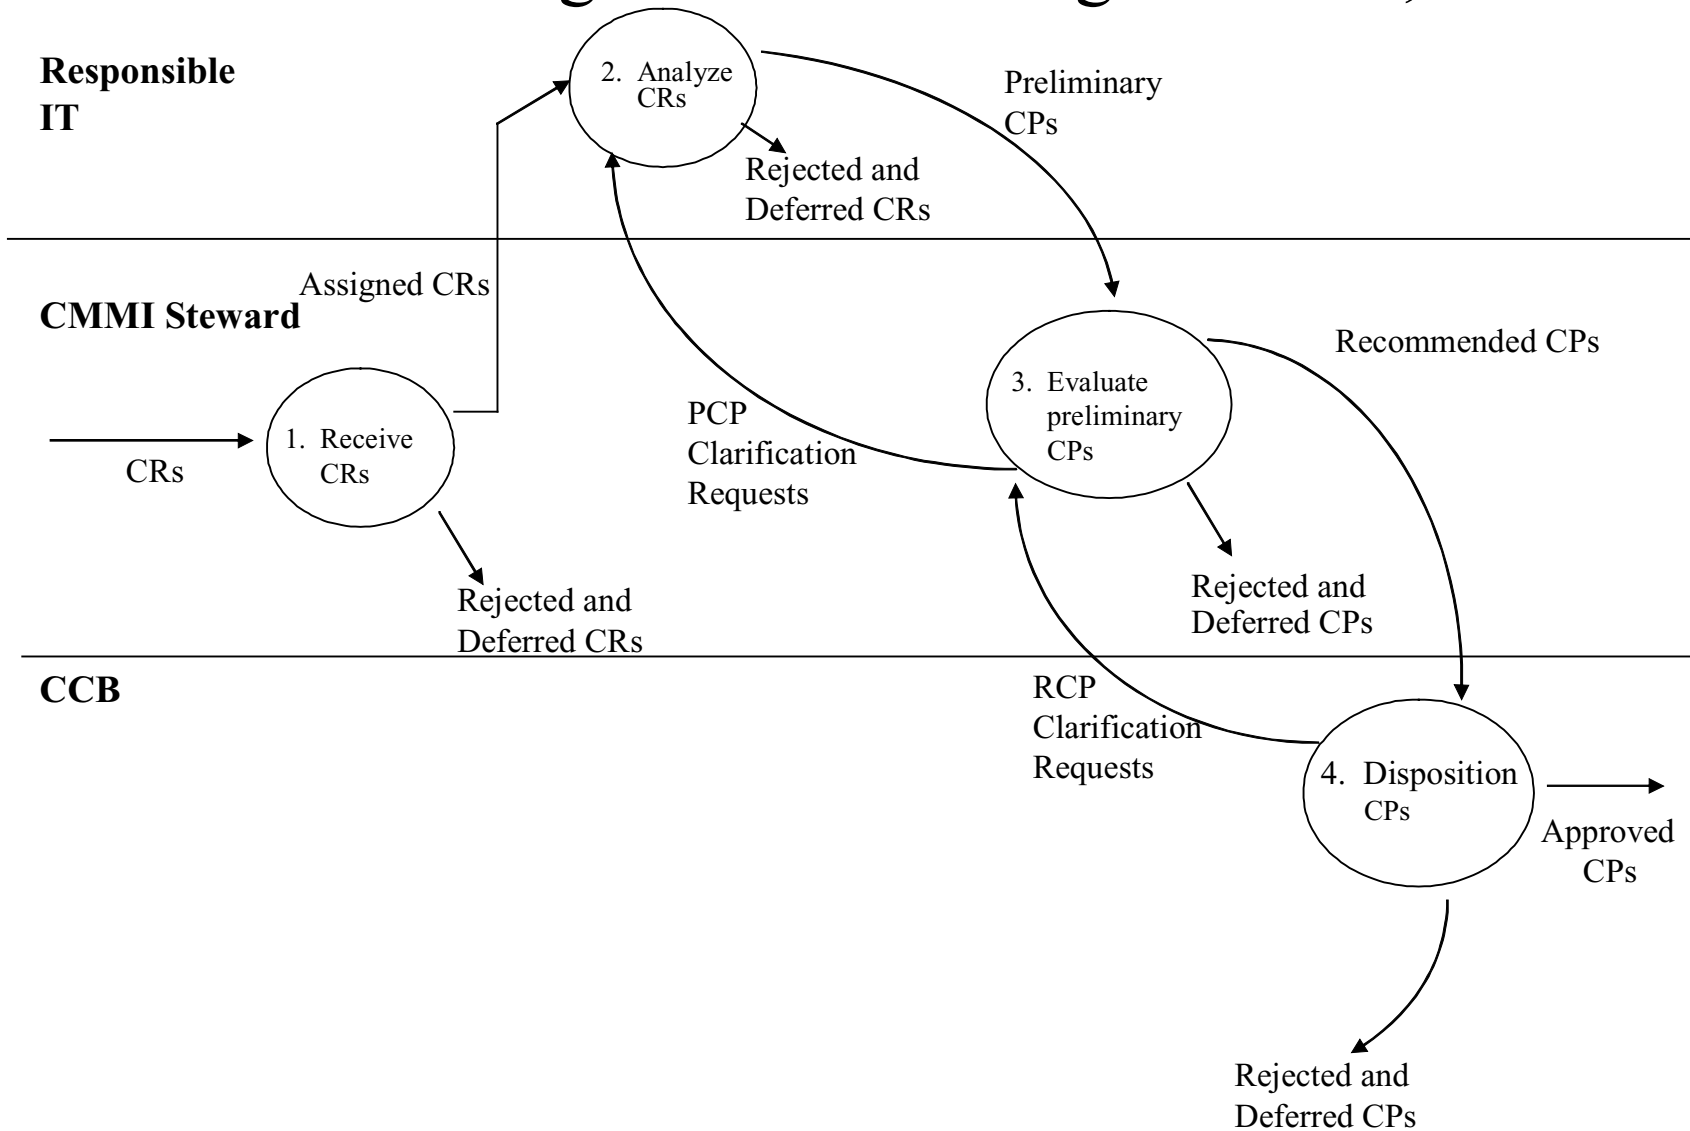 Responsible
IT
2. Analyze
CRs
Preliminary
CPs
Rejected and
Deferred CRs
Assigned CRs
CMMI Steward
Recommended CPs
3. Evaluate
preliminary
CPs
PCP
Clarification
Requests
1. Receive
CRs
CRs
Rejected and
Deferred CPs
Rejected and
Deferred CRs
CCB
RCP
Clarification
Requests
4. Disposition
CPs
Approved
CPs
Rejected and
Deferred CPs